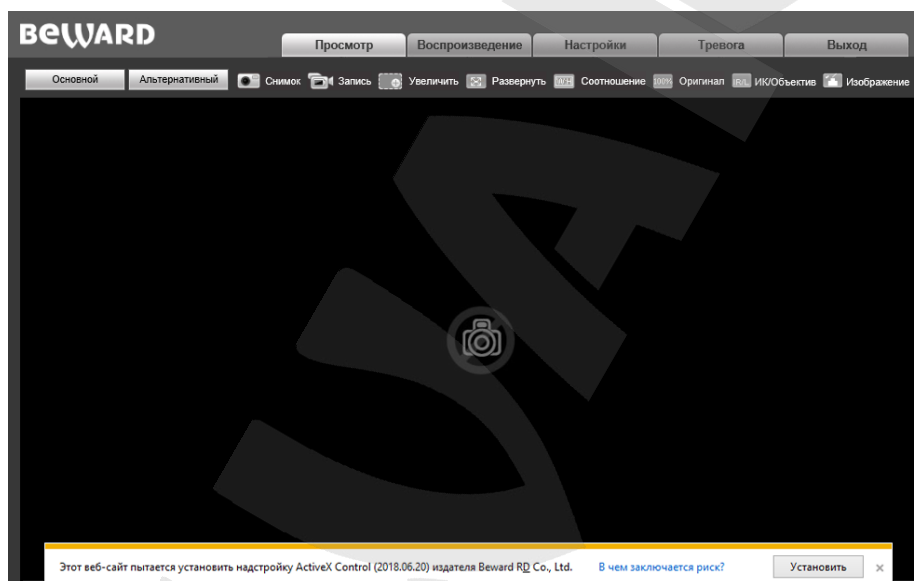 BEWARD
Просмотр Воспроизведение Настройки Тревога Выход
Основной Альтернативный Снимок Запись Увеличить Развернуть Соотношение 100% Оригинал ИК/Объектив Изображение
Этот веб-сайт пытается установить надстройку ActiveX Control (2018.06.20) издателя Beward RD Co., Ltd. В чем заключается риск? Установить